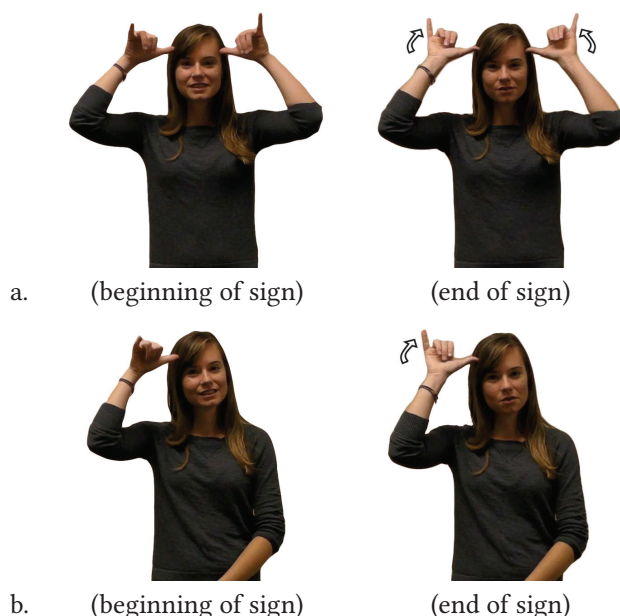 a. (beginning of sign) (end of sign)
b. (beginning of sign) (end of sign)